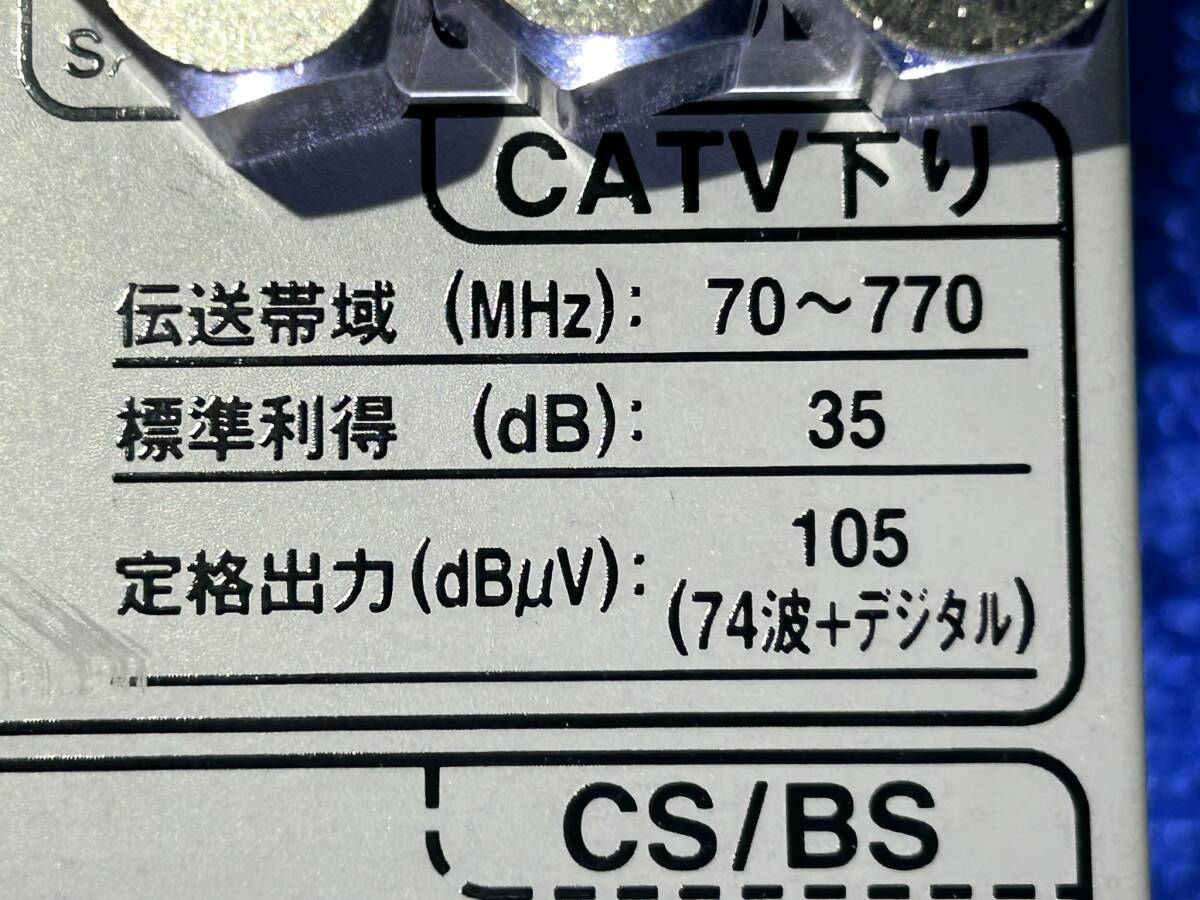 CATV下り
伝送帯域 (MHz): 70～770
標準利得 (dB): 35
定格出力(dBμV): 105
(74波+デジタル)
CS/BS